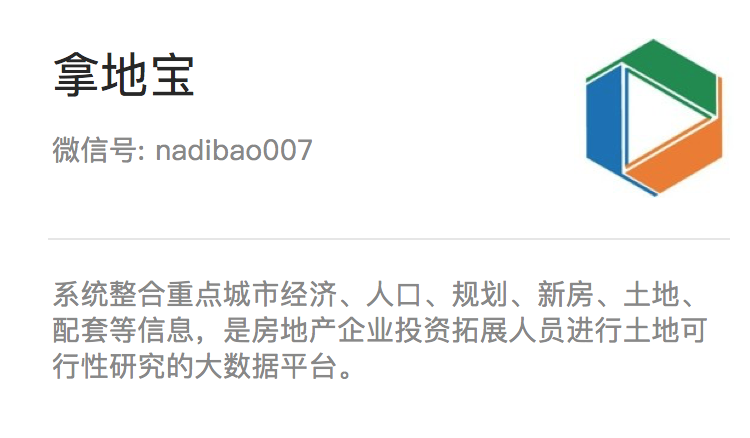 拿地宝
微信号: nadibao007
系统整合重点城市经济、人口、规划、新房、土地、
配套等信息，是房地产企业投资拓展人员进行土地可
行性研究的大数据平台。